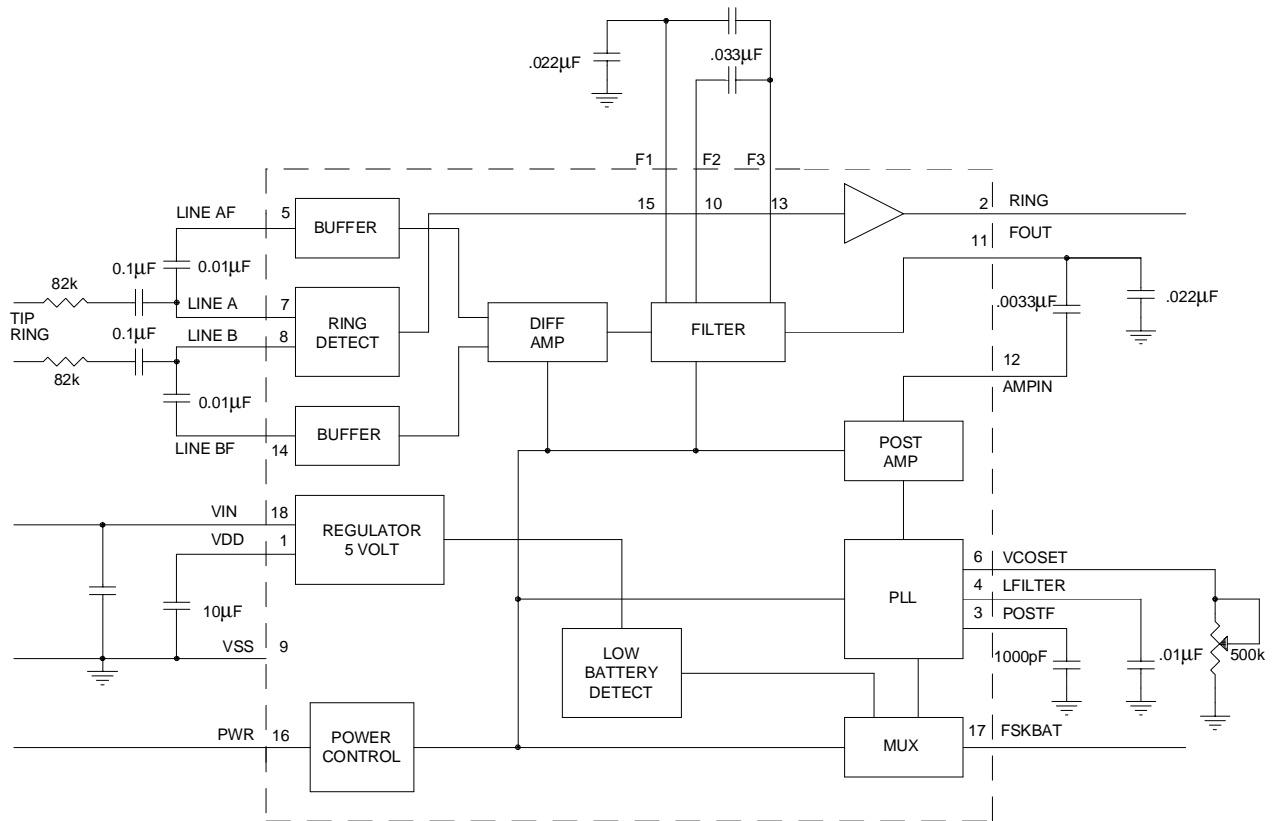 .022µF
.033µF
F1 F2 F3
15 10 13
LINE AF 5
BUFFER
2 RING
11 FOUT
82k
0.1µF
0.01µF
LINE A 7
TIP
RING
0.1µF
LINE B 8
RING
DETECT
DIFF
AMP
FILTER
.0033µF
.022µF
82k
0.01µF
12
AMPIN
LINE BF 14
BUFFER
POST
AMP
VIN 18
VDD 1
REGULATOR
5 VOLT
10µF
VSS 9
PLL
6 VCOSET
4 LFILTER
3 POSTF
1000pF
.01µF
500k
LOW
BATTERY
DETECT
PWR 16
POWER
CONTROL
MUX
17 FSKBAT